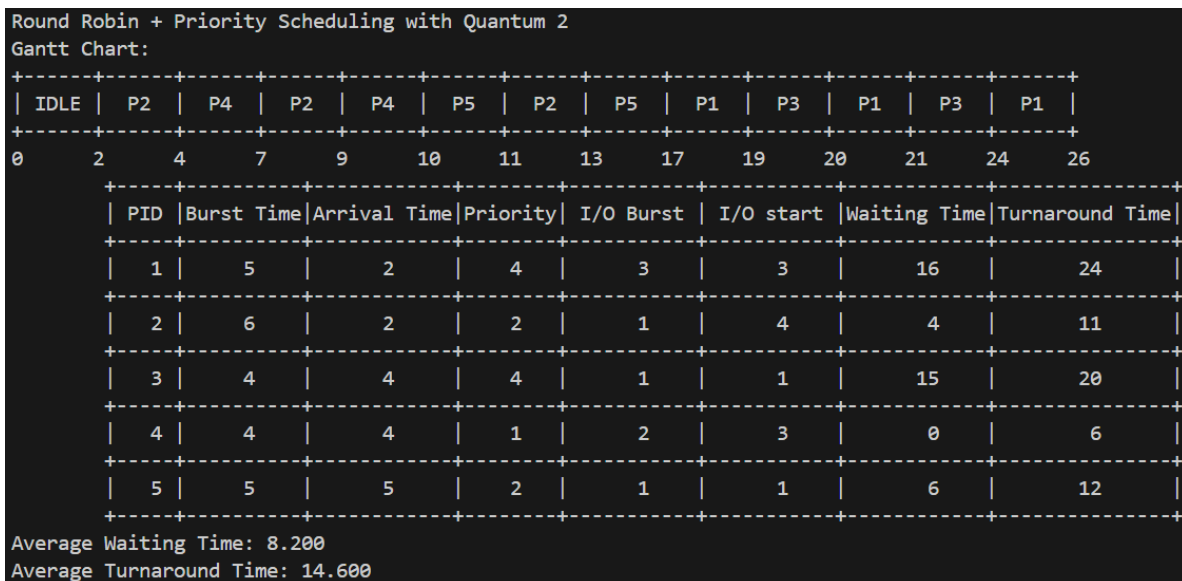 Round Robin + Priority Scheduling with Quantum 2
Gantt Chart:
+------+------+------+------+------+------+------+------+------+------+------+------+------+
| IDLE |  P2  |  P4  |  P2  |  P4  |  P5  |  P2  |  P5  |  P1  |  P3  |  P1  |  P3  |  P1  |
+------+------+------+------+------+------+------+------+------+------+------+------+------+
0      2      4      7      9      10     11     13     17     19     20     21     24     26
+-----+----------+------------+--------+-----------+-----------+------------+---------------+
| PID |Burst Time|Arrival Time|Priority| I/O Burst | I/O start |Waiting Time|Turnaround Time|
+-----+----------+------------+--------+-----------+-----------+------------+---------------+
|   1 |     5    |      2     |    4   |     3     |     3     |     16     |       24      |
+-----+----------+------------+--------+-----------+-----------+------------+---------------+
|   2 |     6    |      2     |    2   |     1     |     4     |     4      |       11      |
+-----+----------+------------+--------+-----------+-----------+------------+---------------+
|   3 |     4    |      4     |    4   |     1     |     1     |     15     |       20      |
+-----+----------+------------+--------+-----------+-----------+------------+---------------+
|   4 |     4    |      4     |    1   |     2     |     3     |     0      |       6       |
+-----+----------+------------+--------+-----------+-----------+------------+---------------+
|   5 |     5    |      5     |    2   |     1     |     1     |     6      |       12      |
+-----+----------+------------+--------+-----------+-----------+------------+---------------+
Average Waiting Time: 8.200
Average Turnaround Time: 14.600